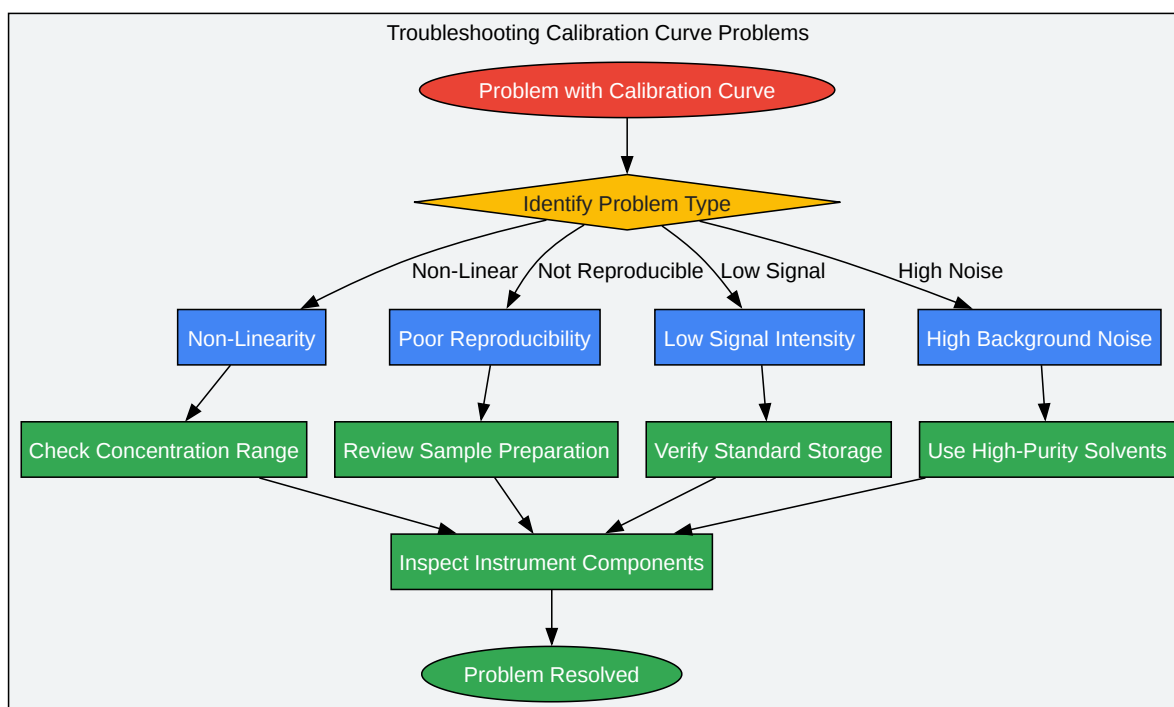 Troubleshooting Calibration Curve Problems
Problem with Calibration Curve
Identify Problem Type
Non-Linear
Not Reproducible
Low Signal
High Noise
Non-Linearity
Poor Reproducibility
Low Signal Intensity
High Background Noise
Check Concentration Range
Review Sample Preparation
Verify Standard Storage
Use High-Purity Solvents
Inspect Instrument Components
Problem Resolved